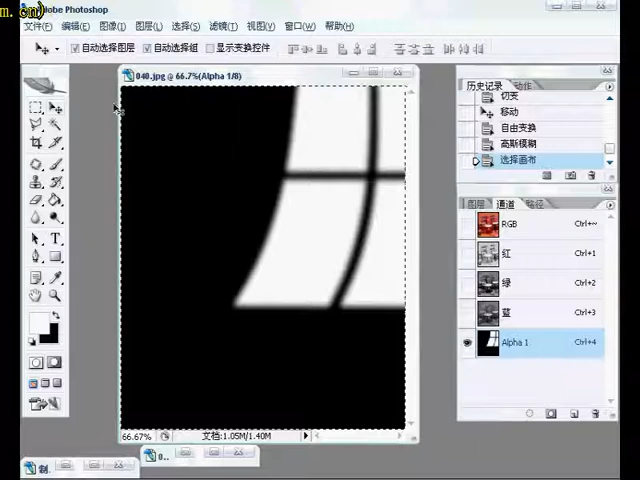 Adobe Photoshop
m.cn)
文件(F) 编辑(E) 图像(I) 图层(L) 选择(S) 滤镜(T) 视图(V) 窗口(W) 帮助(H)
自动选择图层 自动选择组 显示变换控件
040.jpg @ 66.7%(Alpha 1/8)
历史记录 动作
切变
移动
自由变换
高斯模糊
选择画布
图层 通道 路径
RGB Ctrl+~
红 Ctrl+1
绿 Ctrl+2
蓝 Ctrl+3
Alpha 1 Ctrl+4
66.67% 文档:1.05M/1.40M
0..